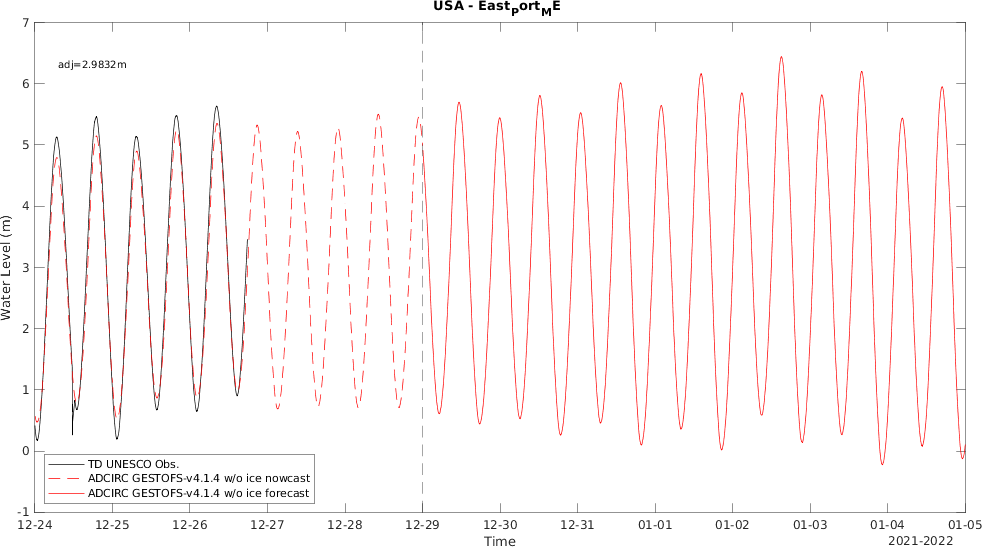 USA - EastPortME
adj=2.9832m
7
6
5
4
3
2
1
0
-1
Water Level (m)
TD UNESCO Obs.
ADCIRC GESTOFS-v4.1.4 w/o ice nowcast
ADCIRC GESTOFS-v4.1.4 w/o ice forecast
12-24 12-25 12-26 12-27 12-28 12-29 12-30 12-31 01-01 01-02 01-03 01-04 01-05
Time
2021-2022